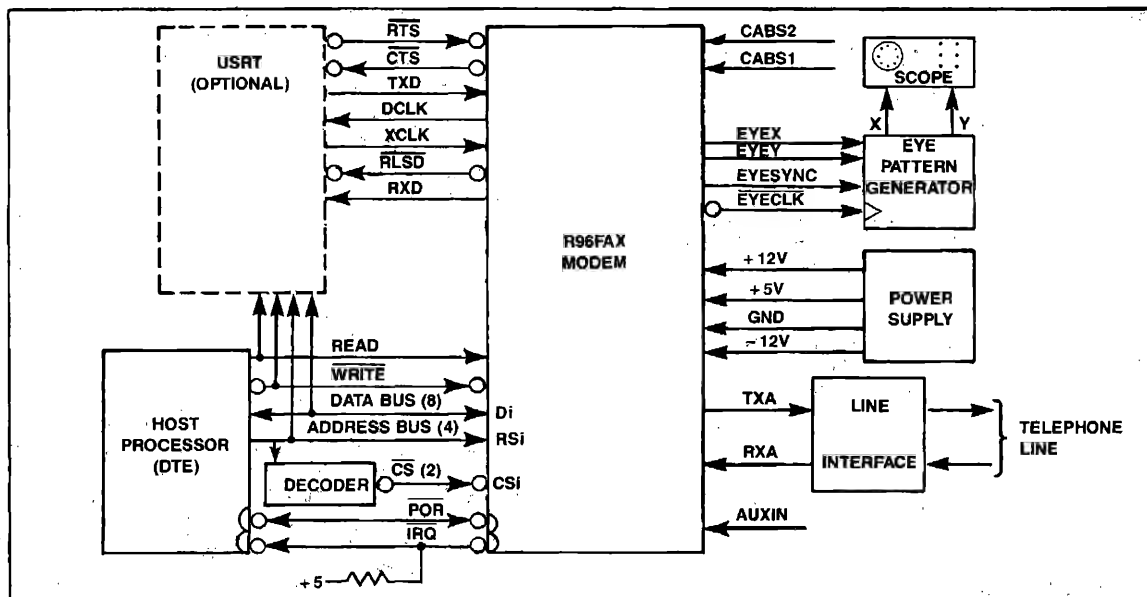 USRT
(OPTIONAL)
RTS
CTS
TXD
DCLK
XCLK
RLSD
RXD
R96FAX
MODEM
CABS2
CABS1
SCOPE
X
Y
EYEX
EYEY
EYESYNC
EYECLK
EYE
PATTERN
GENERATOR
+12V
+5V
GND
-12V
POWER
SUPPLY
HOST
PROCESSOR
(DTE)
READ
WRITE
DATA BUS (8)
Di
ADDRESS BUS (4)
RSi
DECODER
CS (2)
CSi
POR
IRQ
+5
TXA
RXA
LINE
INTERFACE
TELEPHONE
LINE
AUXIN